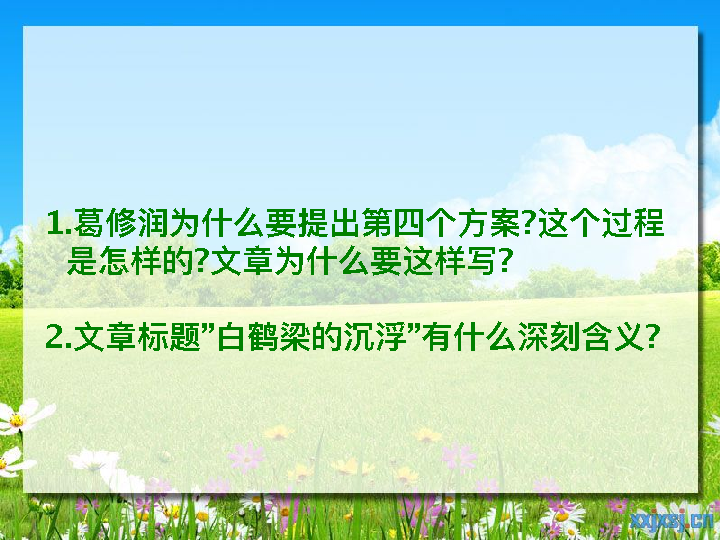 1.葛修润为什么要提出第四个方案?这个过程
是怎样的?文章为什么要这样写?
2.文章标题”白鹤梁的沉浮”有什么深刻含义?
xxjxsj.cn